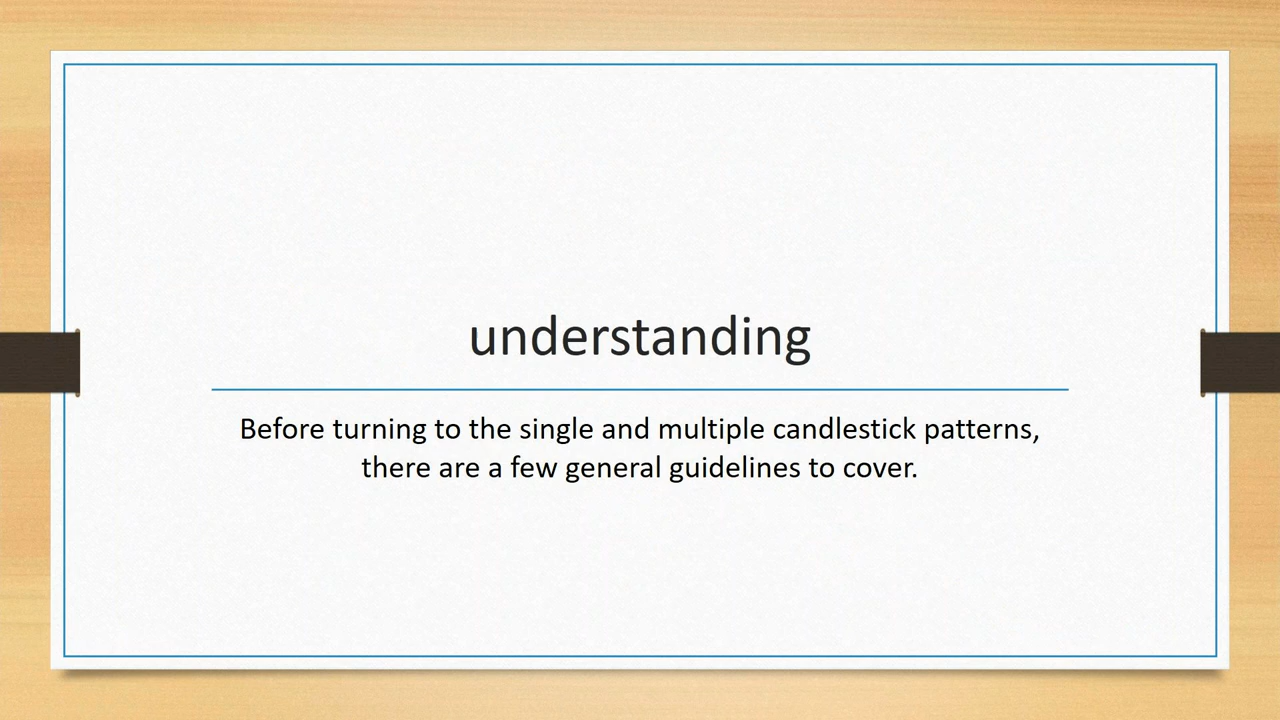 understanding
Before turning to the single and multiple candlestick patterns,
there are a few general guidelines to cover.